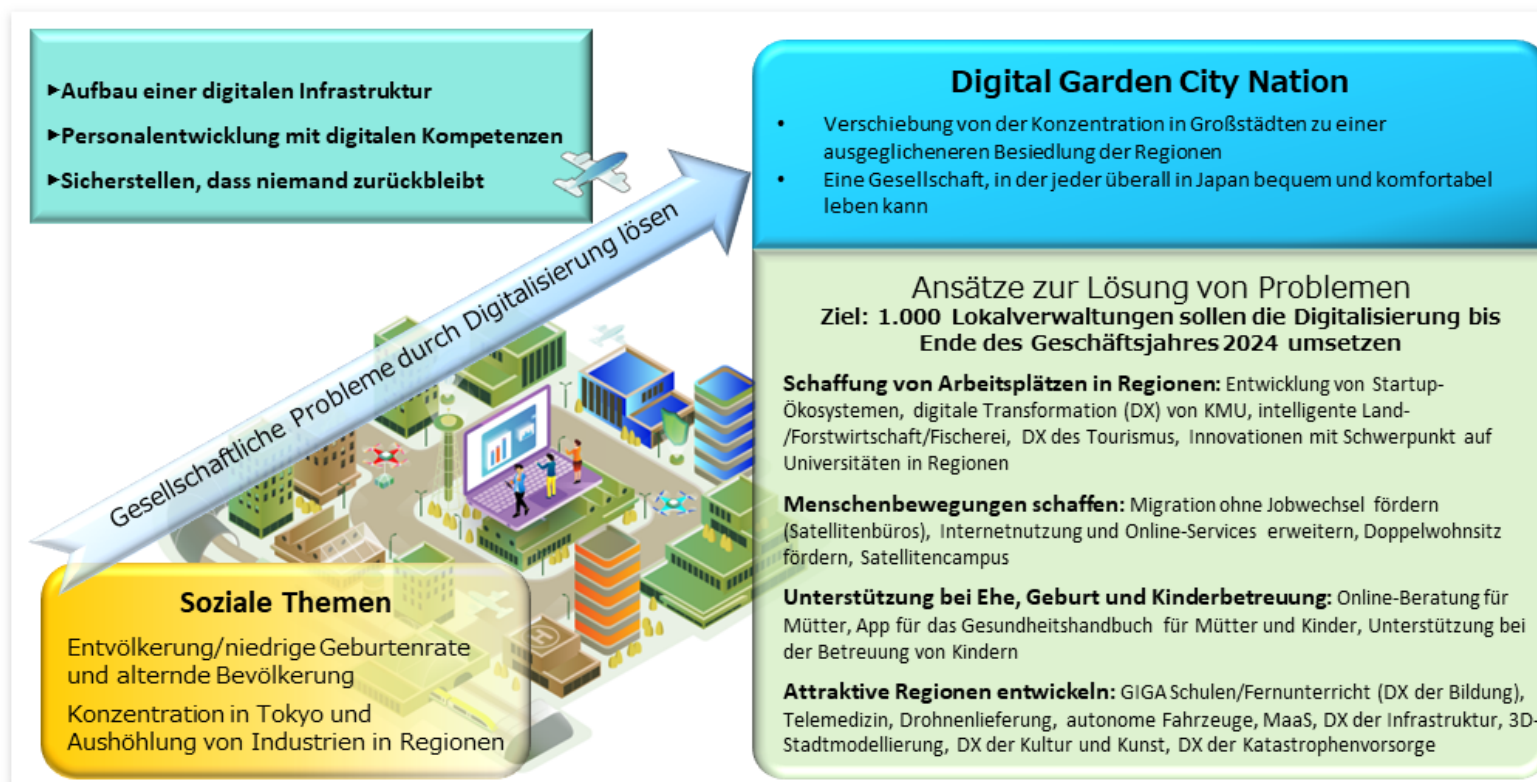 ►Aufbau einer digitalen Infrastruktur
►Personalentwicklung mit digitalen Kompetenzen
►Sicherstellen, dass niemand zurückbleibt
Gesellschaftliche Probleme durch Digitalisierung lösen
Soziale Themen
Entvölkerung/niedrige Geburtenrate
und alternde Bevölkerung
Konzentration in Tokyo und
Aushöhlung von Industrien in Regionen
Digital Garden City Nation
• Verschiebung von der Konzentration in Großstädten zu einer
ausgeglicheneren Besiedlung der Regionen
• Eine Gesellschaft, in der jeder überall in Japan bequem und komfortabel
leben kann
Ansätze zur Lösung von Problemen
Ziel: 1.000 Lokalverwaltungen sollen die Digitalisierung bis
Ende des Geschäftsjahres 2024 umsetzen
Schaffung von Arbeitsplätzen in Regionen: Entwicklung von Startup-
Ökosystemen, digitale Transformation (DX) von KMU, intelligente Land-
/Forstwirtschaft/Fischerei, DX des Tourismus, Innovationen mit Schwerpunkt auf
Universitäten in Regionen
Menschenbewegungen schaffen: Migration ohne Jobwechsel fördern
(Satellitenbüros), Internetnutzung und Online-Services erweitern, Doppelwohnsitz
fördern, Satellitencampus
Unterstützung bei Ehe, Geburt und Kinderbetreuung: Online-Beratung für
Mütter, App für das Gesundheitshandbuch für Mütter und Kinder, Unterstützung bei
der Betreuung von Kindern
Attraktive Regionen entwickeln: GIGA Schulen/Fernunterricht (DX der Bildung),
Telemedizin, Drohnenlieferung, autonome Fahrzeuge, MaaS, DX der Infrastruktur, 3D-
Stadtmodellierung, DX der Kultur und Kunst, DX der Katastrophenvorsorge